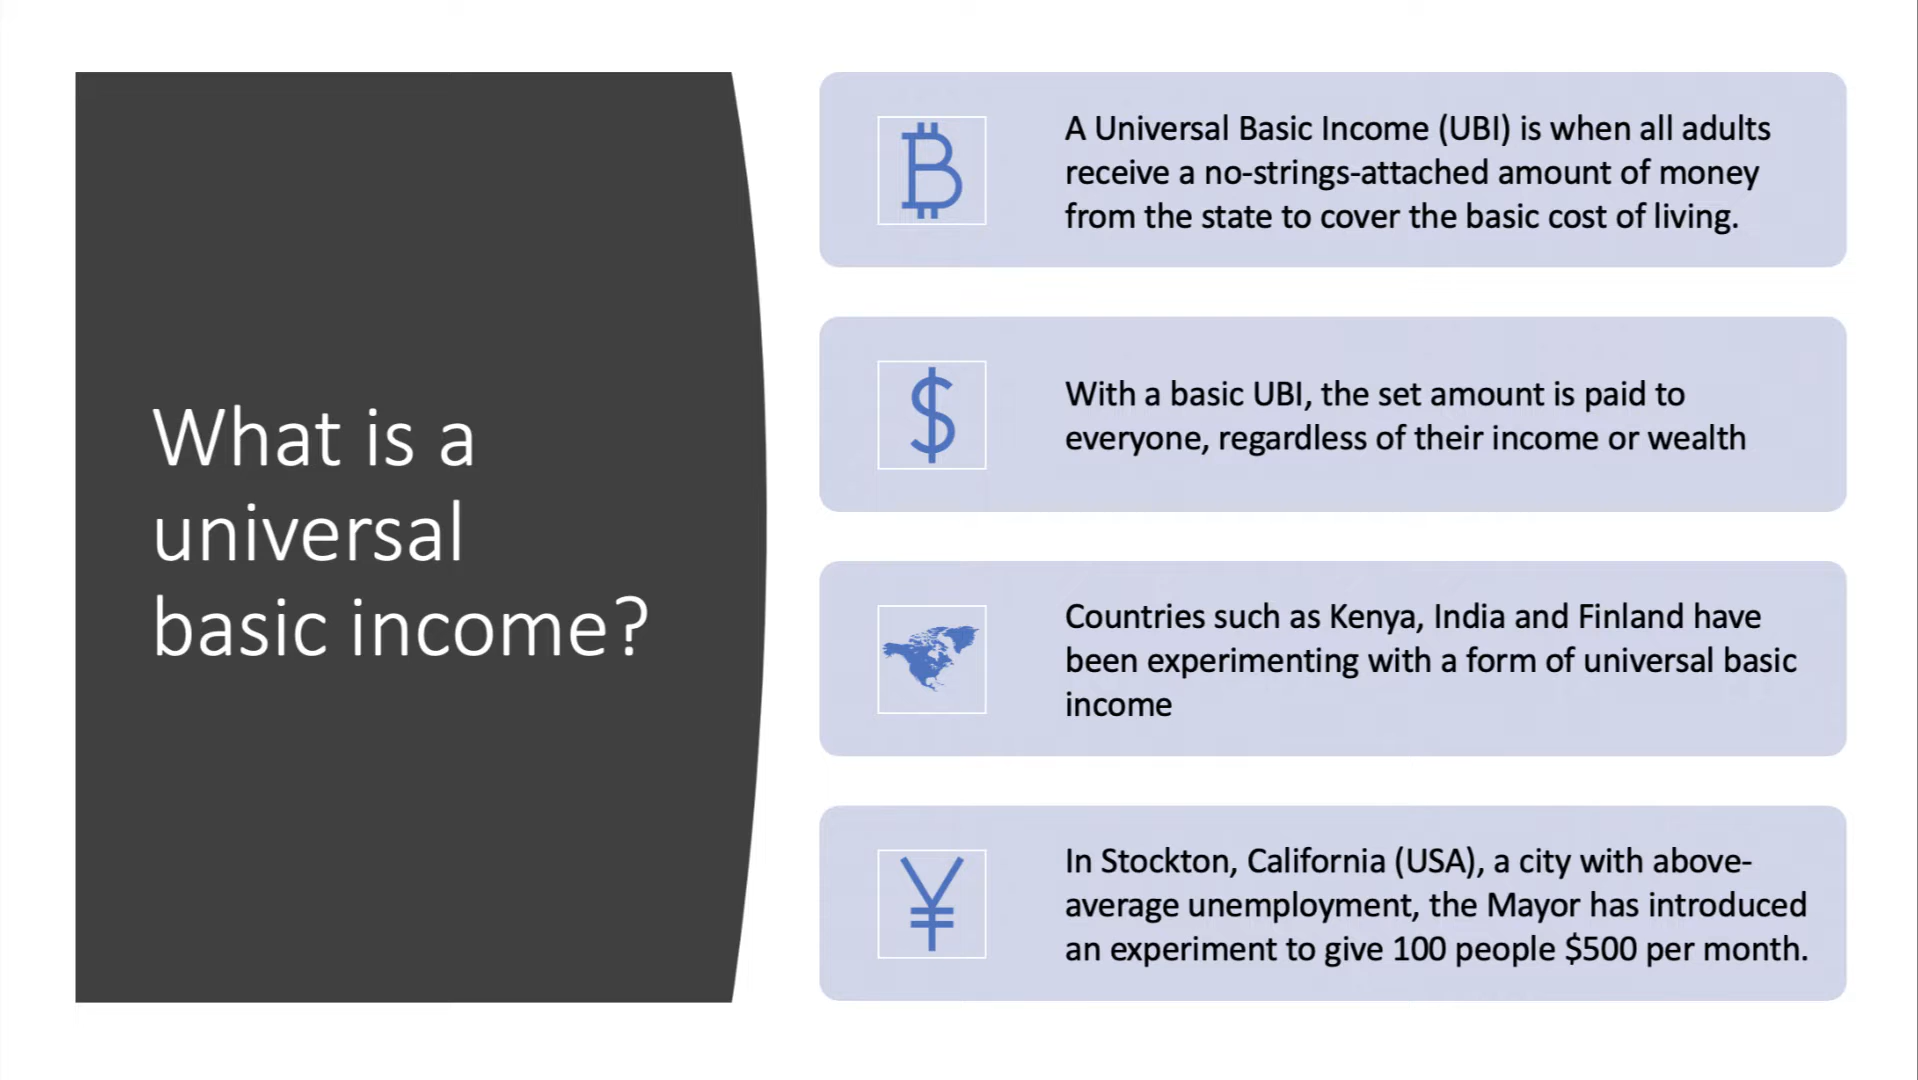 What is a
universal
basic income?
A Universal Basic Income (UBI) is when all adults
receive a no-strings-attached amount of money
from the state to cover the basic cost of living.
With a basic UBI, the set amount is paid to
everyone, regardless of their income or wealth
Countries such as Kenya, India and Finland have
been experimenting with a form of universal basic
income
In Stockton, California (USA), a city with above-
average unemployment, the Mayor has introduced
an experiment to give 100 people $500 per month.